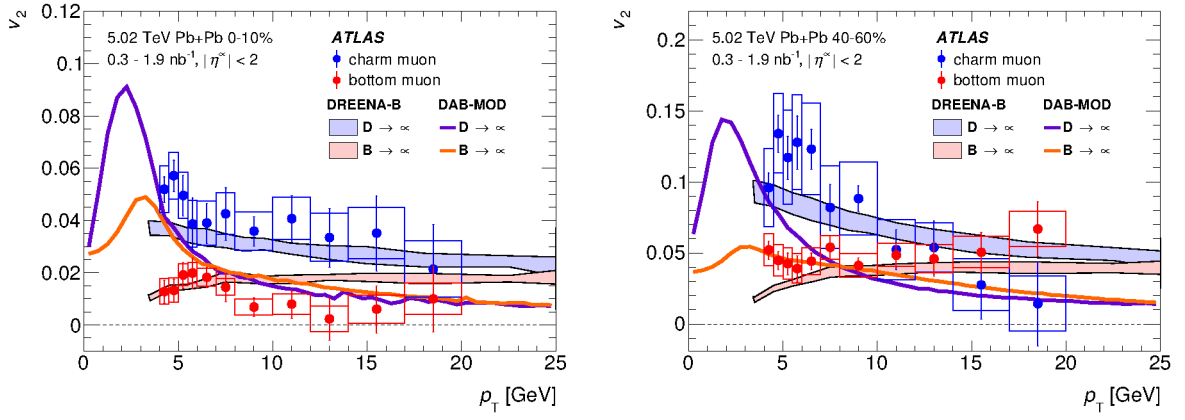 v2
0.12
0.1
0.08
0.06
0.04
0.02
0
5.02 TeV Pb+Pb 0-10%
0.3 - 1.9 nb⁻¹, | η^∞ | < 2
ATLAS
charm muon
bottom muon
DREENA-B DAB-MOD
D → ∞ D → ∞
B → ∞ B → ∞
0 5 10 15 20 25
pT [GeV]
v2
0.2
0.15
0.1
0.05
0
5.02 TeV Pb+Pb 40-60%
0.3 - 1.9 nb⁻¹, | η^∞ | < 2
ATLAS
charm muon
bottom muon
DREENA-B DAB-MOD
D → ∞ D → ∞
B → ∞ B → ∞
0 5 10 15 20 25
pT [GeV]